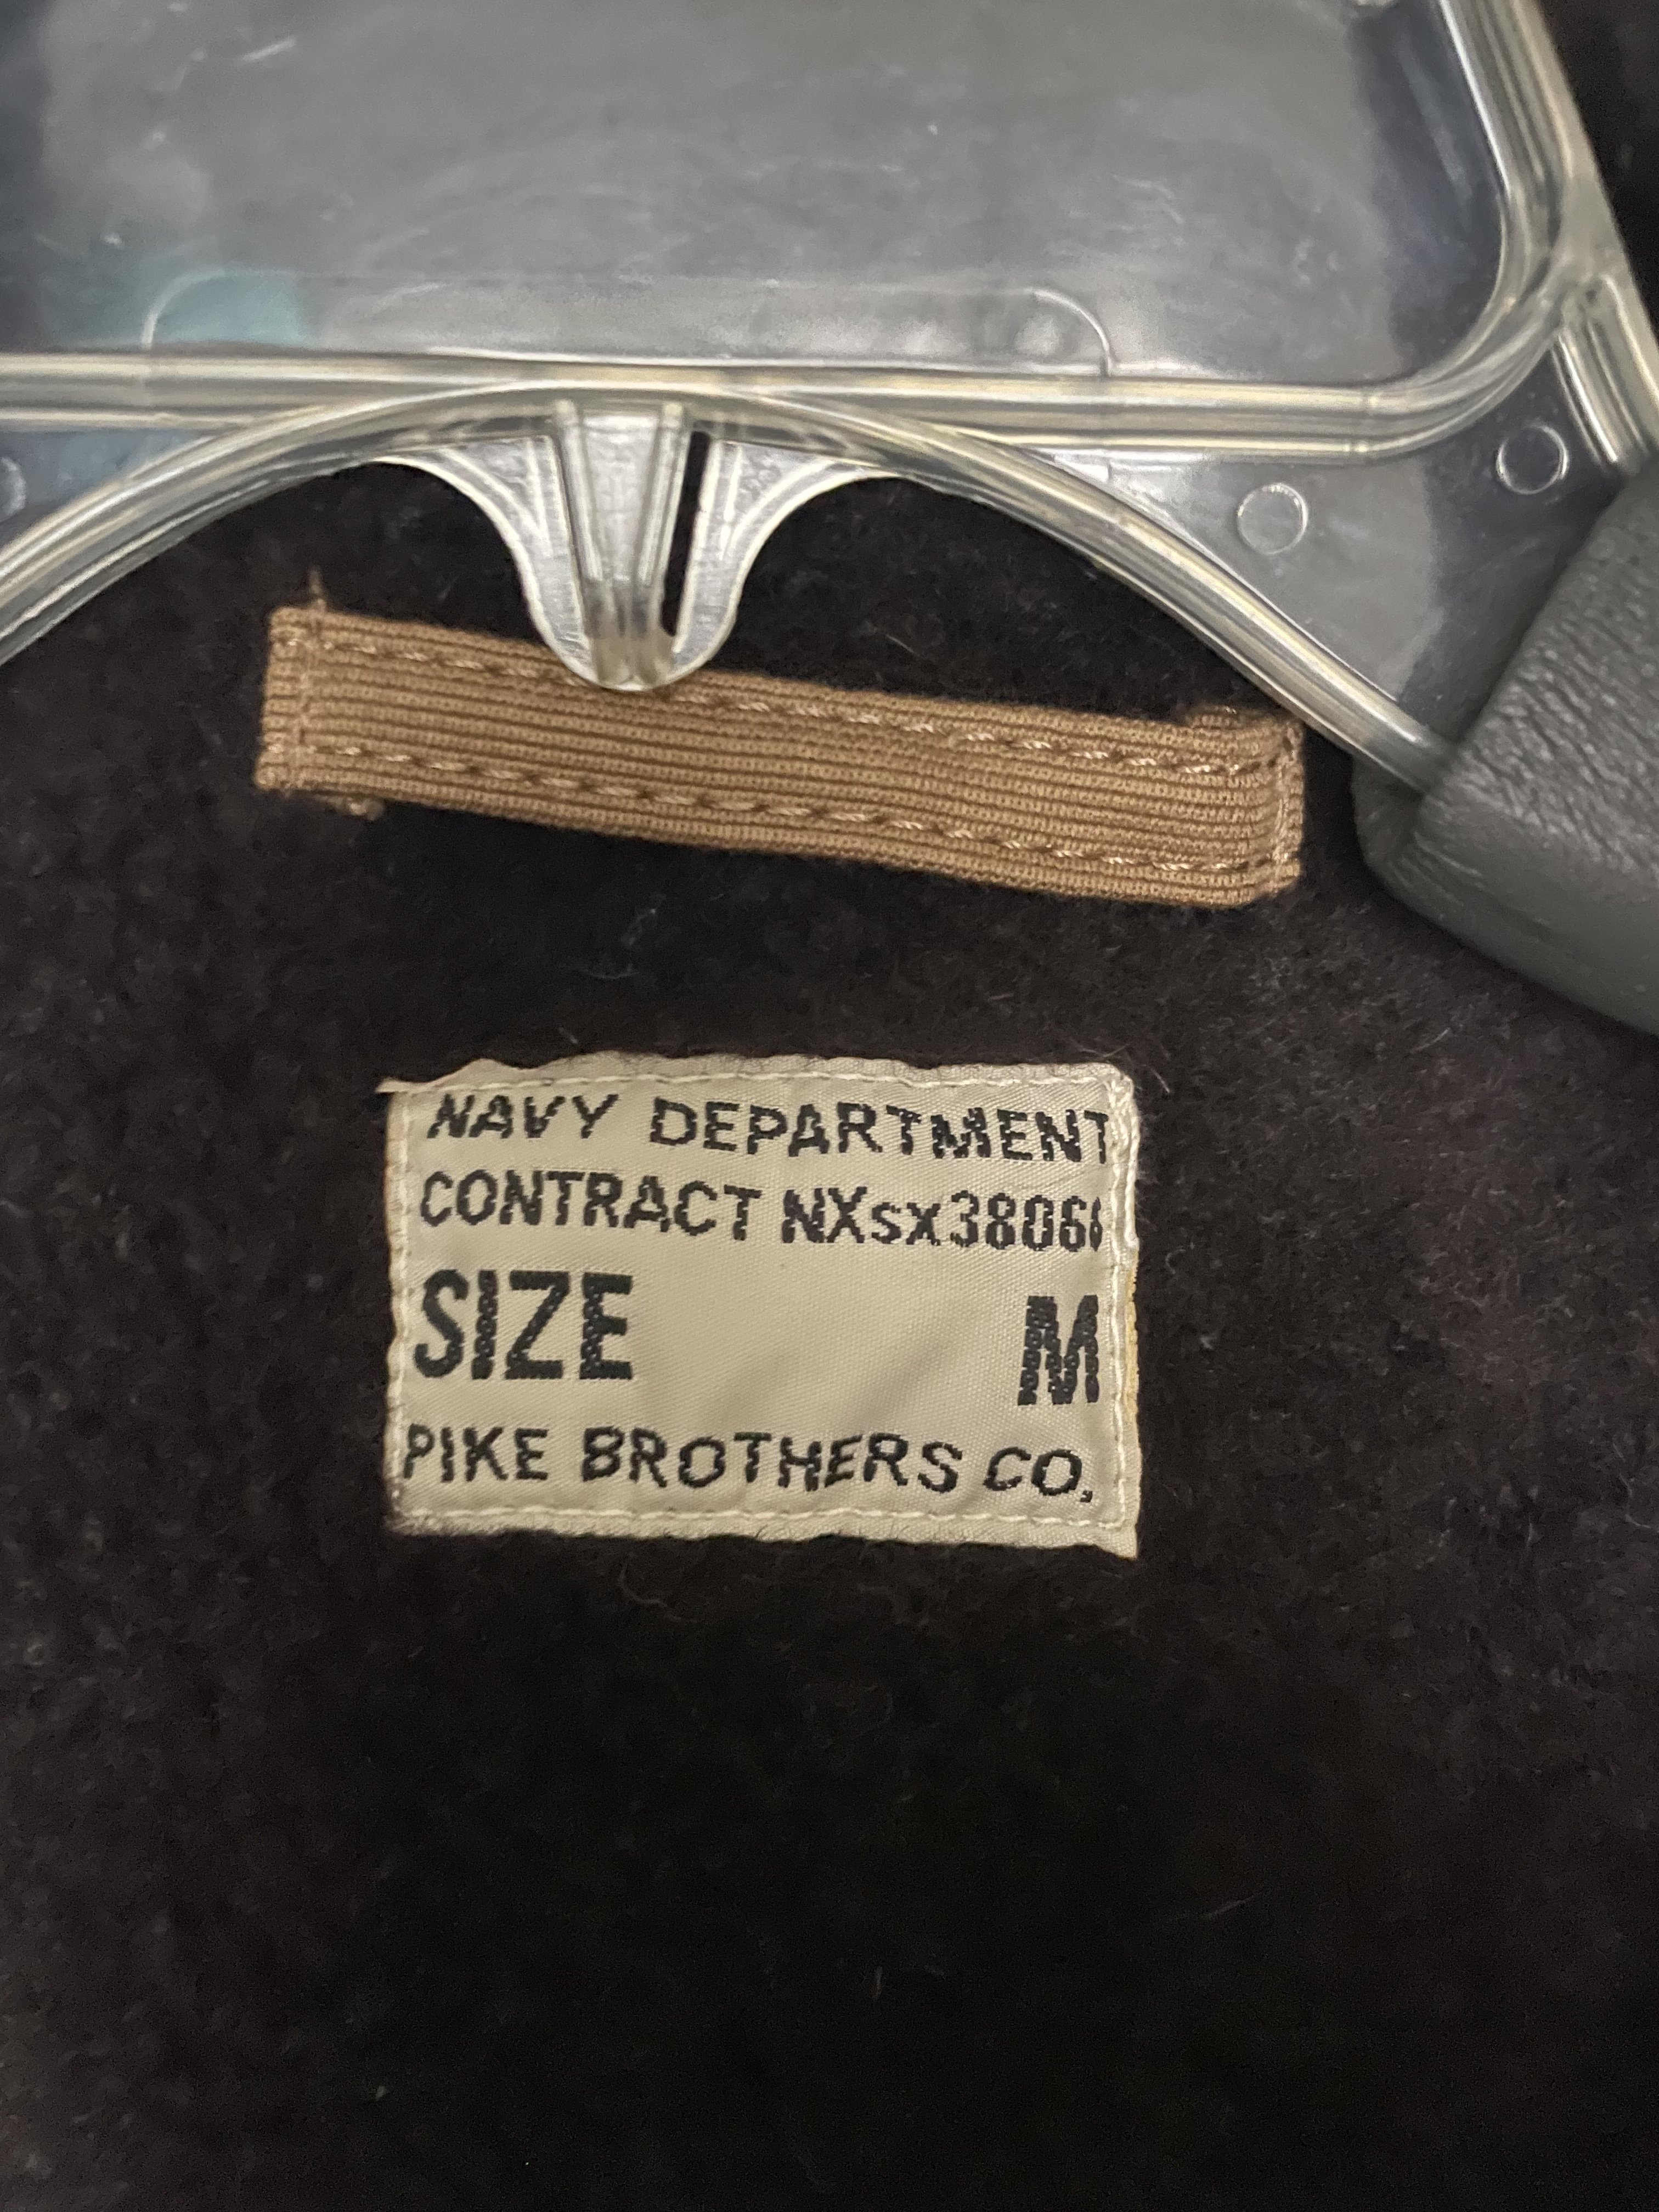 NAVY DEPARTMENT
CONTRACT NXsx38066
SIZE M
PIKE BROTHERS CO.